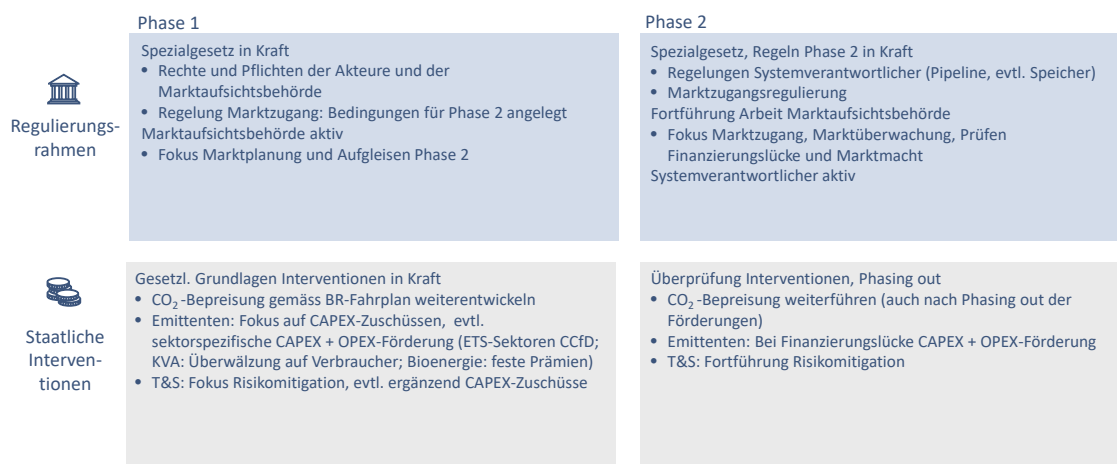 Phase 1
Phase 2
Regulierungs-
rahmen
Spezialgesetz in Kraft
• Rechte und Pflichten der Akteure und der
Marktaufsichtsbehörde
• Regelung Marktzugang: Bedingungen für Phase 2 angelegt
Marktaufsichtsbehörde aktiv
• Fokus Marktplanung und Aufgleisen Phase 2
Spezialgesetz, Regeln Phase 2 in Kraft
• Regelungen Systemverantwortlicher (Pipeline, evtl. Speicher)
• Marktzugangsregulierung
Fortführung Arbeit Marktaufsichtsbehörde
• Fokus Marktzugang, Marktüberwachung, Prüfen
Finanzierungslücke und Marktmacht
Systemverantwortlicher aktiv
Staatliche
Interven-
tionen
Gesetzl. Grundlagen Interventionen in Kraft
• CO₂-Bepreisung gemäss BR-Fahrplan weiterentwickeln
• Emittenten: Fokus auf CAPEX-Zuschüssen, evtl.
sektorspezifische CAPEX + OPEX-Förderung (ETS-Sektoren CCfD;
KVA: Überwälzung auf Verbraucher; Bioenergie: feste Prämien)
• T&S: Fokus Risikomitigation, evtl. ergänzend CAPEX-Zuschüsse
Überprüfung Interventionen, Phasing out
• CO₂-Bepreisung weiterführen (auch nach Phasing out der
Förderungen)
• Emittenten: Bei Finanzierungslücke CAPEX + OPEX-Förderung
• T&S: Fortführung Risikomitigation